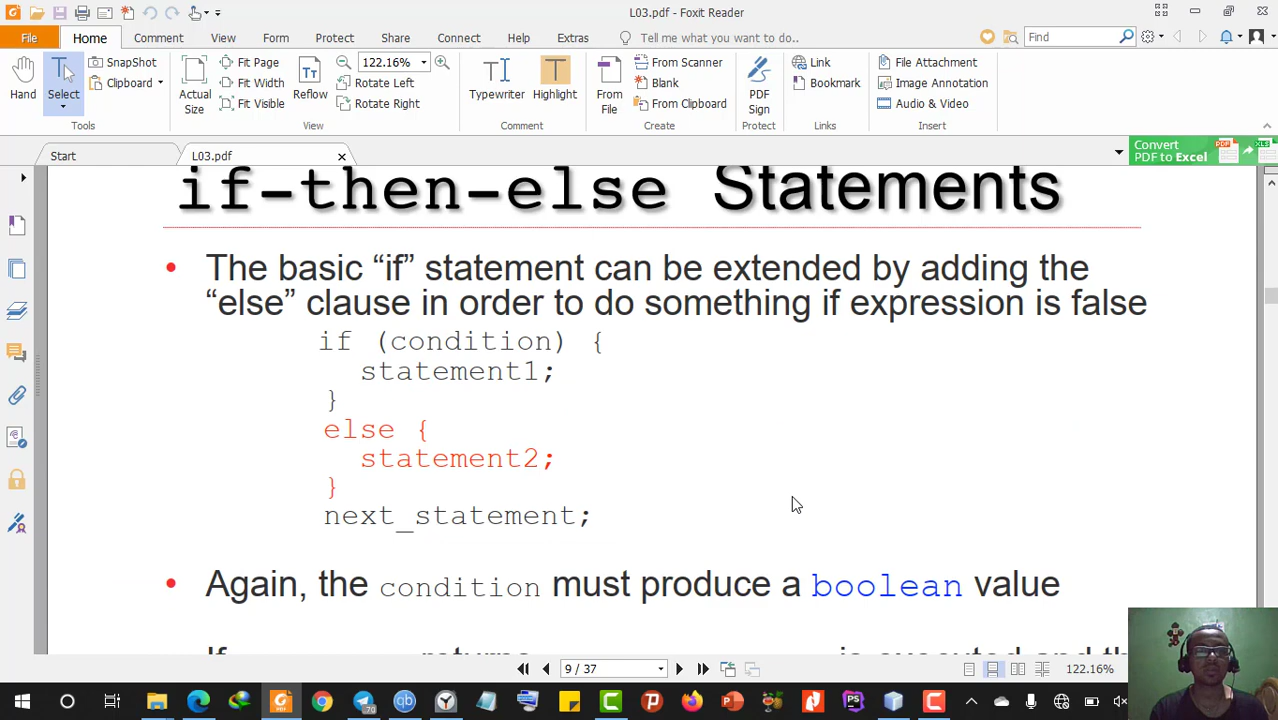 L03.pdf - Foxit Reader
File Home Comment View Form Protect Share Connect Help Extras Tell me what you want to do... Find
Hand
Select
SnapShot
Clipboard
Tools
Actual Size
Fit Page
Fit Width
Fit Visible
Reflow
122.16%
Rotate Left
Rotate Right
View
Typewriter
Highlight
Comment
From File
From Scanner
Blank
From Clipboard
Create
PDF Sign
Protect
Link
Bookmark
Links
File Attachment
Image Annotation
Audio & Video
Insert
Start
L03.pdf
Convert
PDF to Excel
if-then-else Statements
• The basic “if” statement can be extended by adding the
“else” clause in order to do something if expression is false
if (condition) {
statement1;
}
else {
statement2;
}
next_statement;
• Again, the condition must produce a boolean value
9 / 37
122.16%